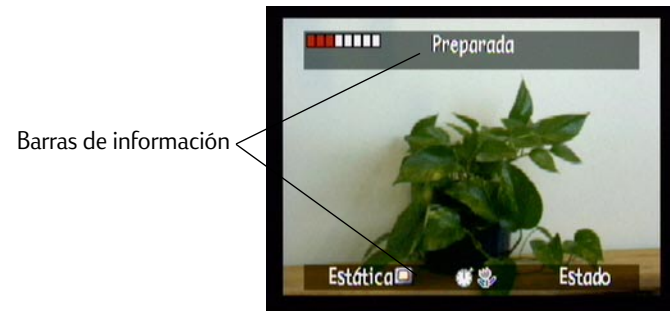 Preparada
Barras de información
Estática
Estado